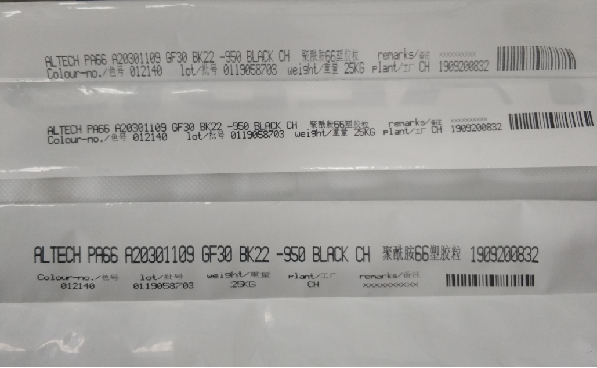 ALTECH PA66 A20301109 GF30 BK22 -950 BLACK CH 聚酰胺66塑胶粒 remarks/备注 xxxxxxxxxx
Colour-no./色号 012140 lot/批号 0119058703 weight/重量 25KG plant/工厂 CH 1909200832
ALTECH PA66 A20301109 GF30 BK22 -950 BLACK CH 聚酰胺66塑胶粒 remarks/备注 xxxxxxxxxx
Colour-no./色号 012140 lot/批号 0119058703 weight/重量 25KG plant/工厂 CH 1909200832
ALTECH PA66 A20301109 GF30 BK22 -950 BLACK CH 聚酰胺66塑胶粒 1909200832
Colour-no./色号 lot/批号 weight/重量 plant/工厂 remarks/备注
012140 0119058703 25KG CH xxxxxxxxxx